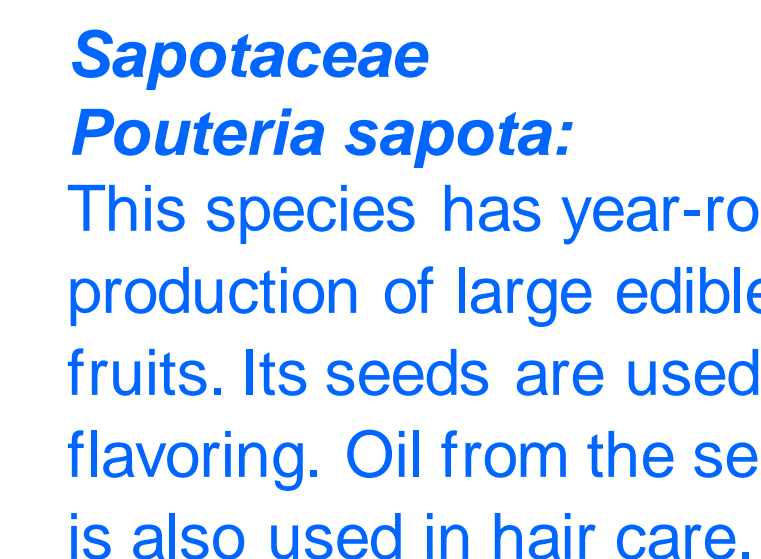 Sapotaceae
Pouteria sapota:
This species has year-ro
production of large edible
fruits. Its seeds are used
flavoring. Oil from the se
is also used in hair care.